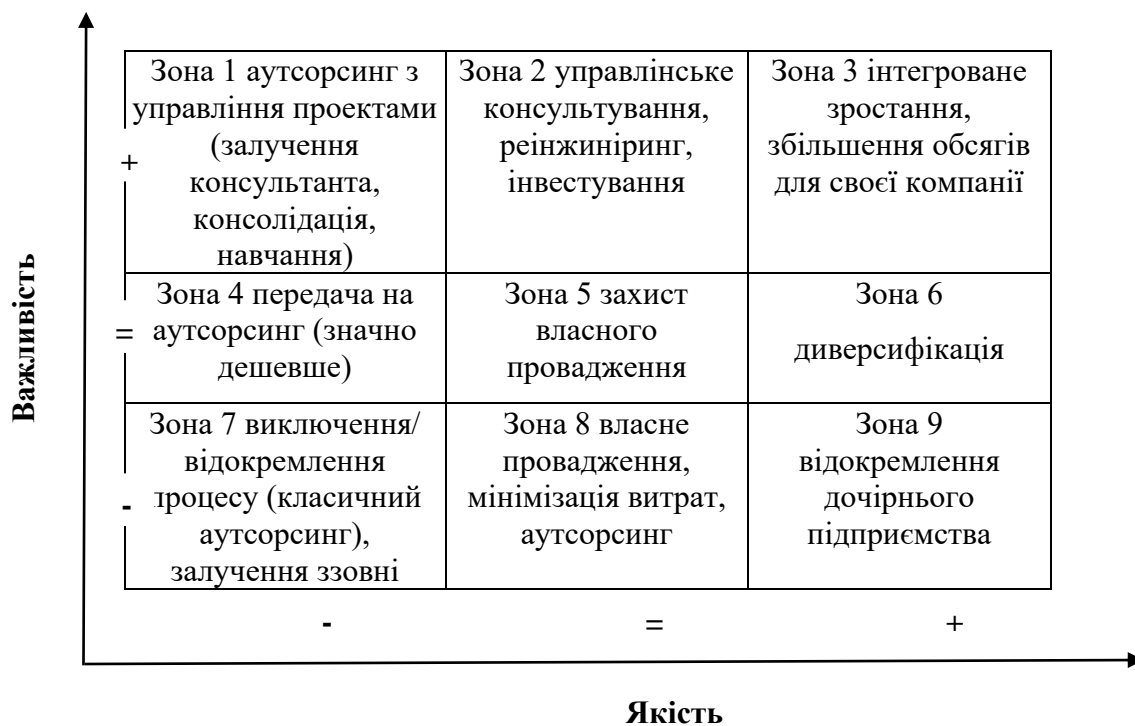 Зона 1 аутсорсинг з
управління проектами
(залучення
консультанта,
консолідація,
навчання)
Зона 2 управлінське
консультування,
реінжиніринг,
інвестування
Зона 3 інтегроване
зростання,
збільшення обсягів
для своєї компанії
+
Зона 4 передача на
аутсорсинг (значно
дешевше)
Зона 5 захист
власного
провадження
Зона 6
диверсифікація
=
Зона 7 виключення/
відокремлення
процесу (класичний
аутсорсинг),
залучення ззовні
Зона 8 власне
провадження,
мінімізація витрат,
аутсорсинг
Зона 9
відокремлення
дочірнього
підприємства
-
Важливість
- = +
Якість